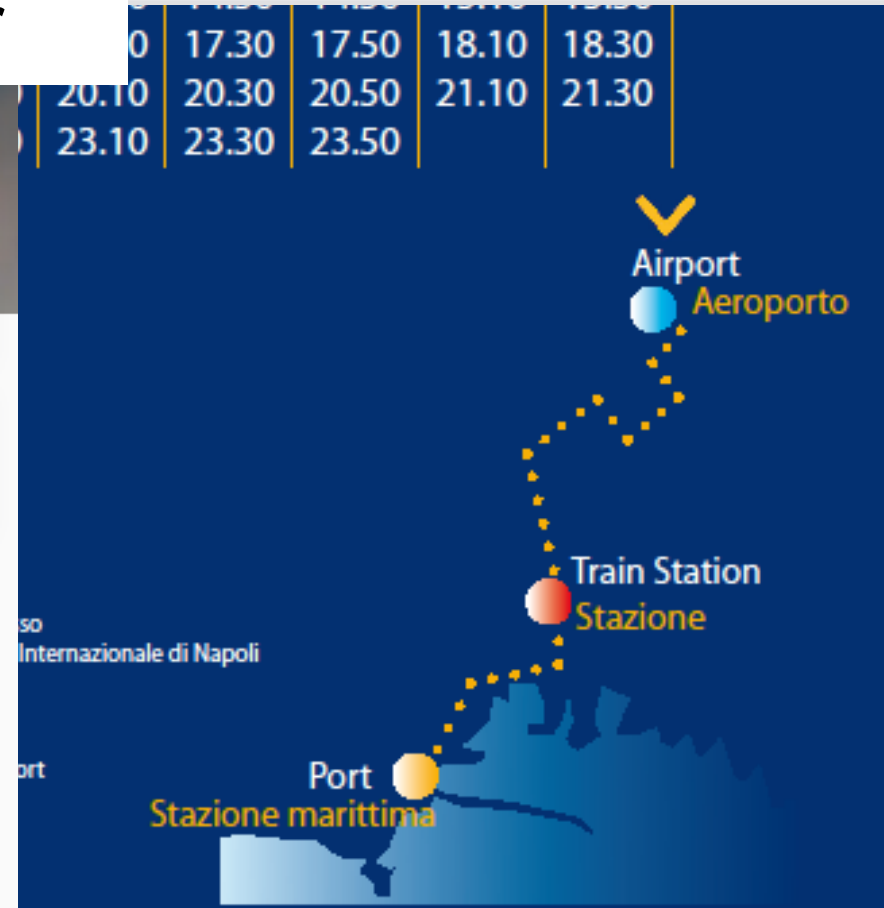 17.30 17.50 18.10 18.30
20.10 20.30 20.50 21.10 21.30
23.10 23.30 23.50
Airport
Aeroporto
Train Station
Stazione
Internazionale di Napoli
Port
Stazione marittima